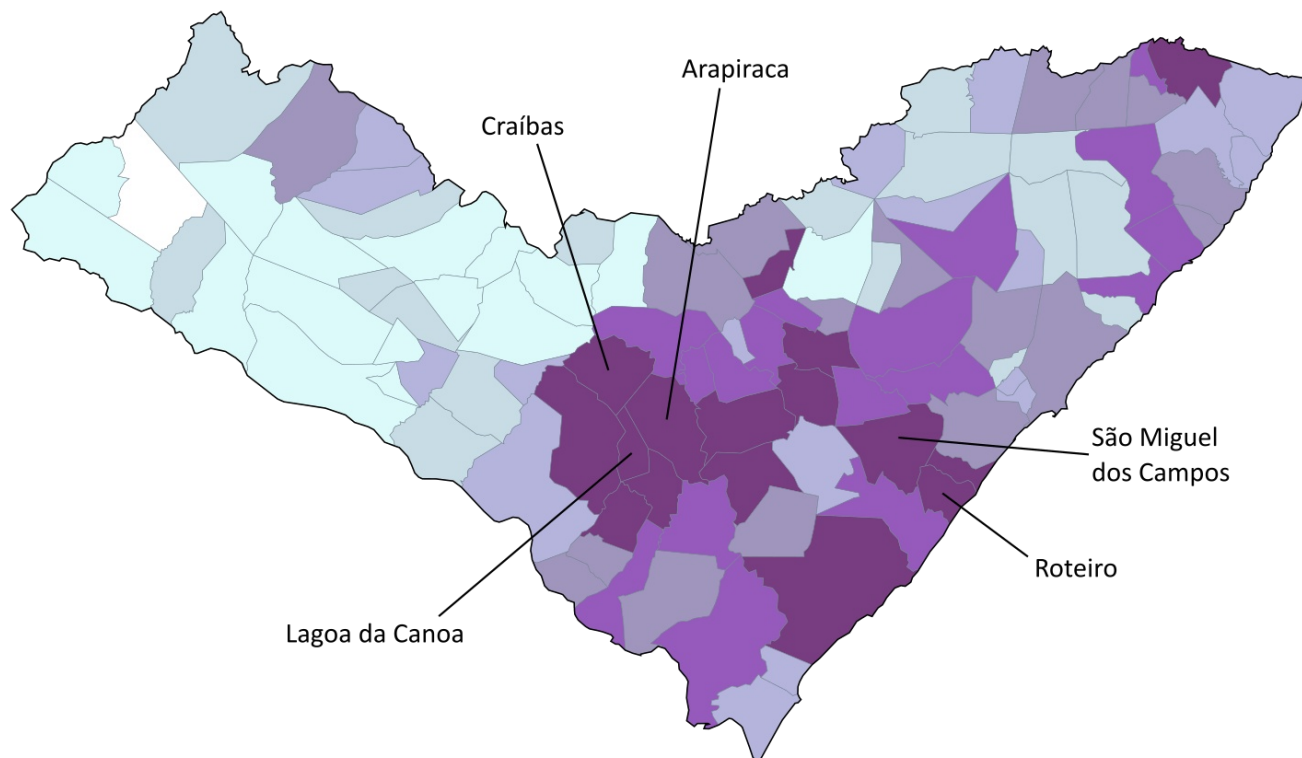 Arapiraca
Craíbas
São Miguel
dos Campos
Roteiro
Lagoa da Canoa